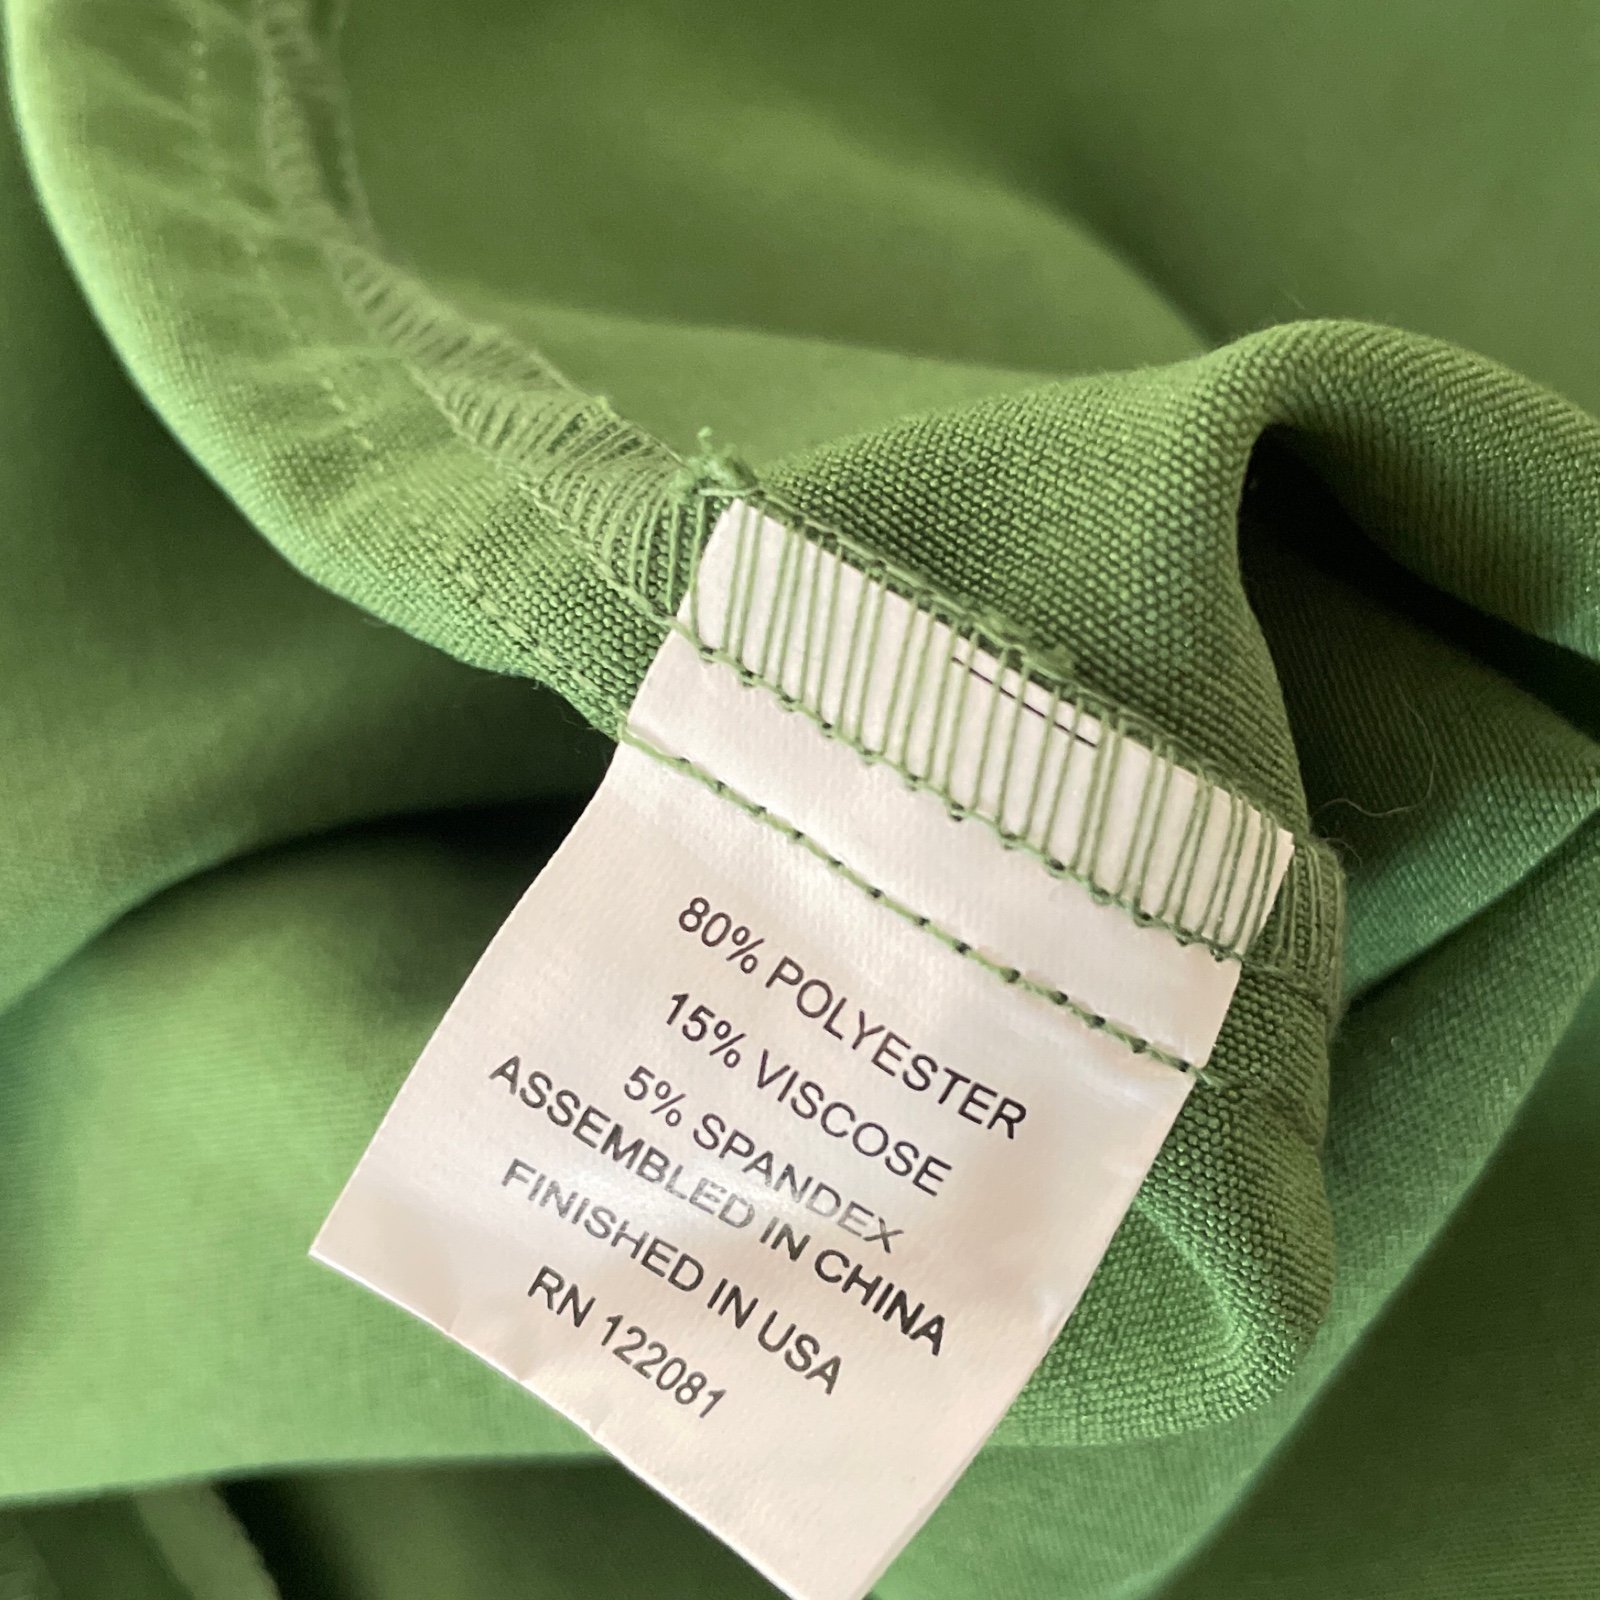 80% POLYESTER
15% VISCOSE
5% SPANDEX
ASSEMBLED IN CHINA
FINISHED IN USA
RN 122081